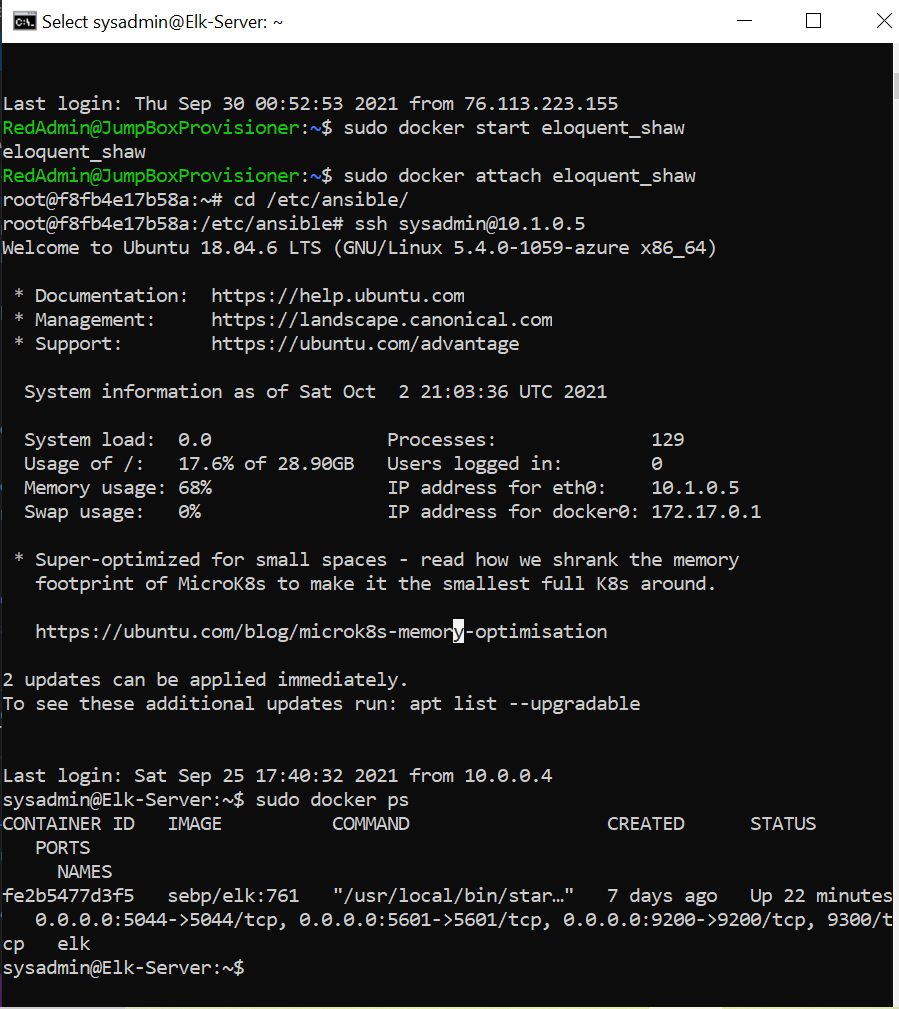 Select sysadmin@Elk-Server: ~
Last login: Thu Sep 30 00:52:53 2021 from 76.113.223.155
RedAdmin@JumpBoxProvisioner:~$ sudo docker start eloquent_shaw
eloquent_shaw
RedAdmin@JumpBoxProvisioner:~$ sudo docker attach eloquent_shaw
root@f8fb4e17b58a:~# cd /etc/ansible/
root@f8fb4e17b58a:/etc/ansible# ssh sysadmin@10.1.0.5
Welcome to Ubuntu 18.04.6 LTS (GNU/Linux 5.4.0-1059-azure x86_64)
* Documentation:  https://help.ubuntu.com
* Management:     https://landscape.canonical.com
* Support:        https://ubuntu.com/advantage
System information as of Sat Oct  2 21:03:36 UTC 2021
System load:  0.0                Processes:              129
Usage of /:   17.6% of 28.90GB   Users logged in:        0
Memory usage: 68%                IP address for eth0:    10.1.0.5
Swap usage:   0%                 IP address for docker0: 172.17.0.1
* Super-optimized for small spaces - read how we shrank the memory
footprint of MicroK8s to make it the smallest full K8s around.
https://ubuntu.com/blog/microk8s-memory-optimisation
2 updates can be applied immediately.
To see these additional updates run: apt list --upgradable
Last login: Sat Sep 25 17:40:32 2021 from 10.0.0.4
sysadmin@Elk-Server:~$ sudo docker ps
CONTAINER ID   IMAGE          COMMAND                  CREATED      STATUS
PORTS
NAMES
fe2b5477d3f5   sebp/elk:761   "/usr/local/bin/star…"   7 days ago   Up 22 minutes
0.0.0.0:5044->5044/tcp, 0.0.0.0:5601->5601/tcp, 0.0.0.0:9200->9200/tcp, 9300/t
cp   elk
sysadmin@Elk-Server:~$